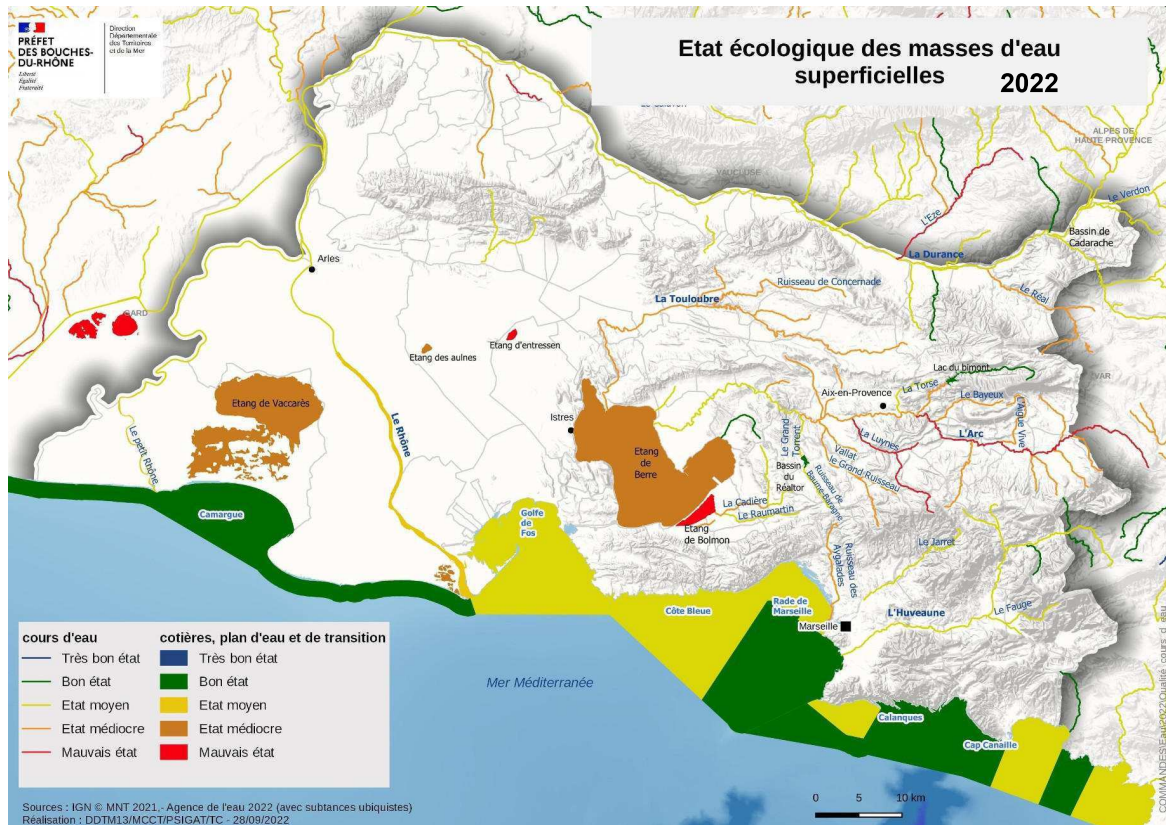 PRÉFET
DES BOUCHES-
DU-RHÔNE
Liberté
Égalité
Fraternité
Direction
Départementale
des Territoires
et de la Mer
Etat écologique des masses d'eau
superficielles 2022
ALPES DE
HAUTE PROVENCE
VAUCLUSE
Le Verdon
L'Eze
Bassin de
Cadarache
La Durance
Arles
Ruisseau de Concernade
Le Réal
La Touloubre
GARD
Etang d'entressen
Etang des aulnes
Lac du bimont
VAR
La Torse
Aix-en-Provence
Le Bayeux
Etang de Vaccarès
Istres
Le Rhône
L'Aigue Vive
L'Arc
La Luynes
Le Grand
Torrent
Le petit Rhône
Etang
de
Berre
Vallat
le Grand-Ruisseau
Bassin
du
Réaltor
Ruisseau de
Baume-Baragne
La Cadière
Le Raumartin
Camargue
Golfe
de
Fos
Etang
de Bolmon
Le Jarret
Ruisseau des
Aygalades
Côte Bleue
Rade de
Marseille
L'Huveaune
Le Fauge
Marseille
Mer Méditerranée
Calanques
Cap Canaille
cours d'eau
Très bon état
Bon état
Etat moyen
Etat médiocre
Mauvais état
cotières, plan d'eau et de transition
Très bon état
Bon état
Etat moyen
Etat médiocre
Mauvais état
0 5 10 km
Sources : IGN © MNT 2021,- Agence de l'eau 2022 (avec subtances ubiquistes)
Réalisation : DDTM13/MCCT/PSIGAT/TC - 28/09/2022